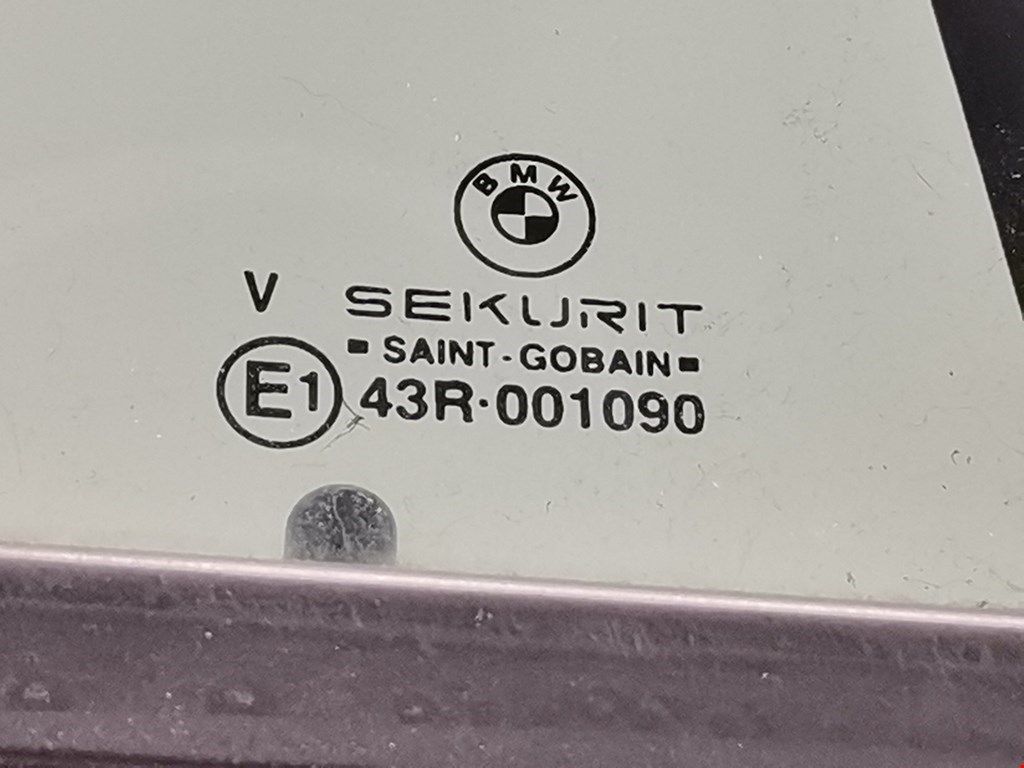 BMW
V SEKURIT
SAINT-GOBAIN
E1 43R·001090